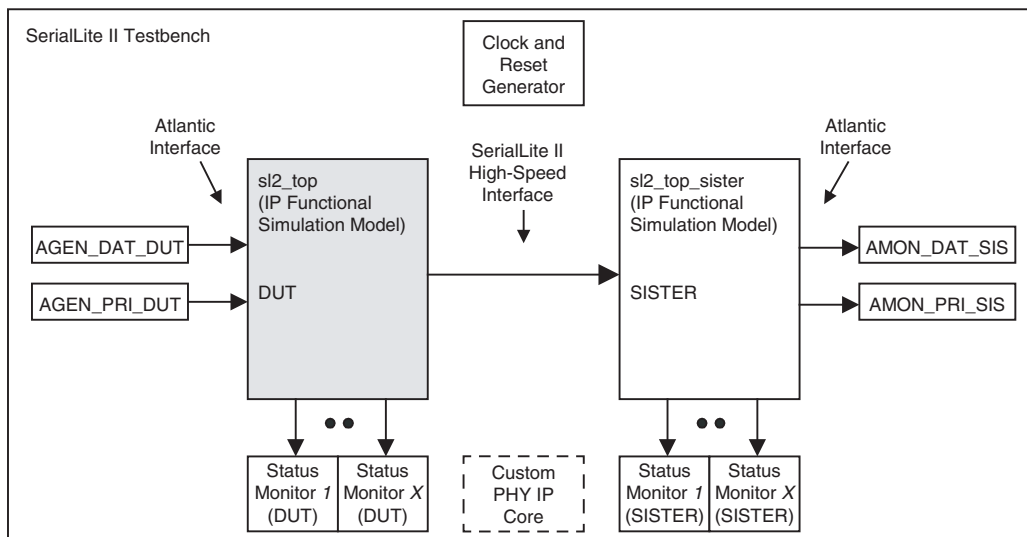 SerialLite II Testbench
Clock and
Reset
Generator
Atlantic
Interface
SerialLite II
High-Speed
Interface
Atlantic
Interface
sl2_top
(IP Functional
Simulation Model)
DUT
sl2_top_sister
(IP Functional
Simulation Model)
SISTER
AGEN_DAT_DUT
AGEN_PRI_DUT
AMON_DAT_SIS
AMON_PRI_SIS
Status
Monitor 1
(DUT)
Status
Monitor X
(DUT)
Custom
PHY IP
Core
Status
Monitor 1
(SISTER)
Status
Monitor X
(SISTER)